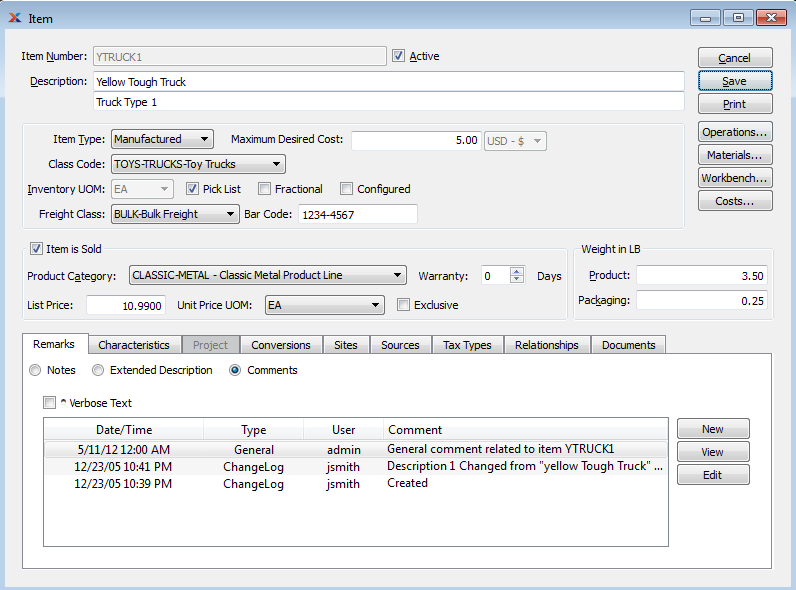 Item
Item Number: YTRUCK1 Active Cancel
Description: Yellow Tough Truck Save
Truck Type 1 Print
Item Type: Manufactured Maximum Desired Cost: 5.00 USD - $ Operations...
Class Code: TOYS-TRUCKS-Toy Trucks Materials...
Inventory UOM: EA Pick List Fractional Configured Workbench...
Freight Class: BULK-Bulk Freight Bar Code: 1234-4567 Costs...
Item is Sold Weight in LB
Product Category: CLASSIC-METAL - Classic Metal Product Line Warranty: 0 Days Product: 3.50
List Price: 10.9900 Unit Price UOM: EA Exclusive Packaging: 0.25
Remarks Characteristics Project Conversions Sites Sources Tax Types Relationships Documents
Notes Extended Description Comments
^ Verbose Text
Date/Time Type User Comment New
5/11/12 12:00 AM General admin General comment related to item YTRUCK1 View
12/23/05 10:41 PM ChangeLog jsmith Description 1 Changed from "yellow Tough Truck" ... Edit
12/23/05 10:39 PM ChangeLog jsmith Created